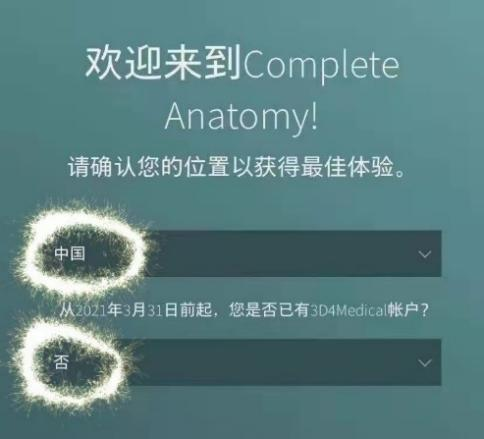 欢迎来到Complete
Anatomy!
请确认您的位置以获得最佳体验。
中国
从2021年3月31日前起，您是否已有3D4Medical帐户？
否